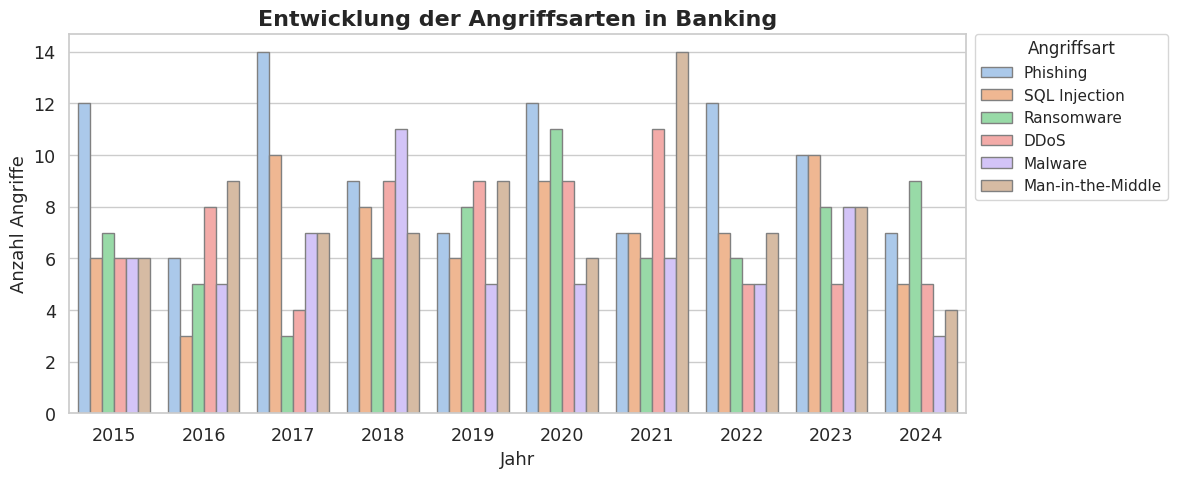 Entwicklung der Angriffsarten in Banking
Anzahl Angriffe
14
12
10
8
6
4
2
0
2015 2016 2017 2018 2019 2020 2021 2022 2023 2024
Jahr
Angriffsart
Phishing
SQL Injection
Ransomware
DDoS
Malware
Man-in-the-Middle